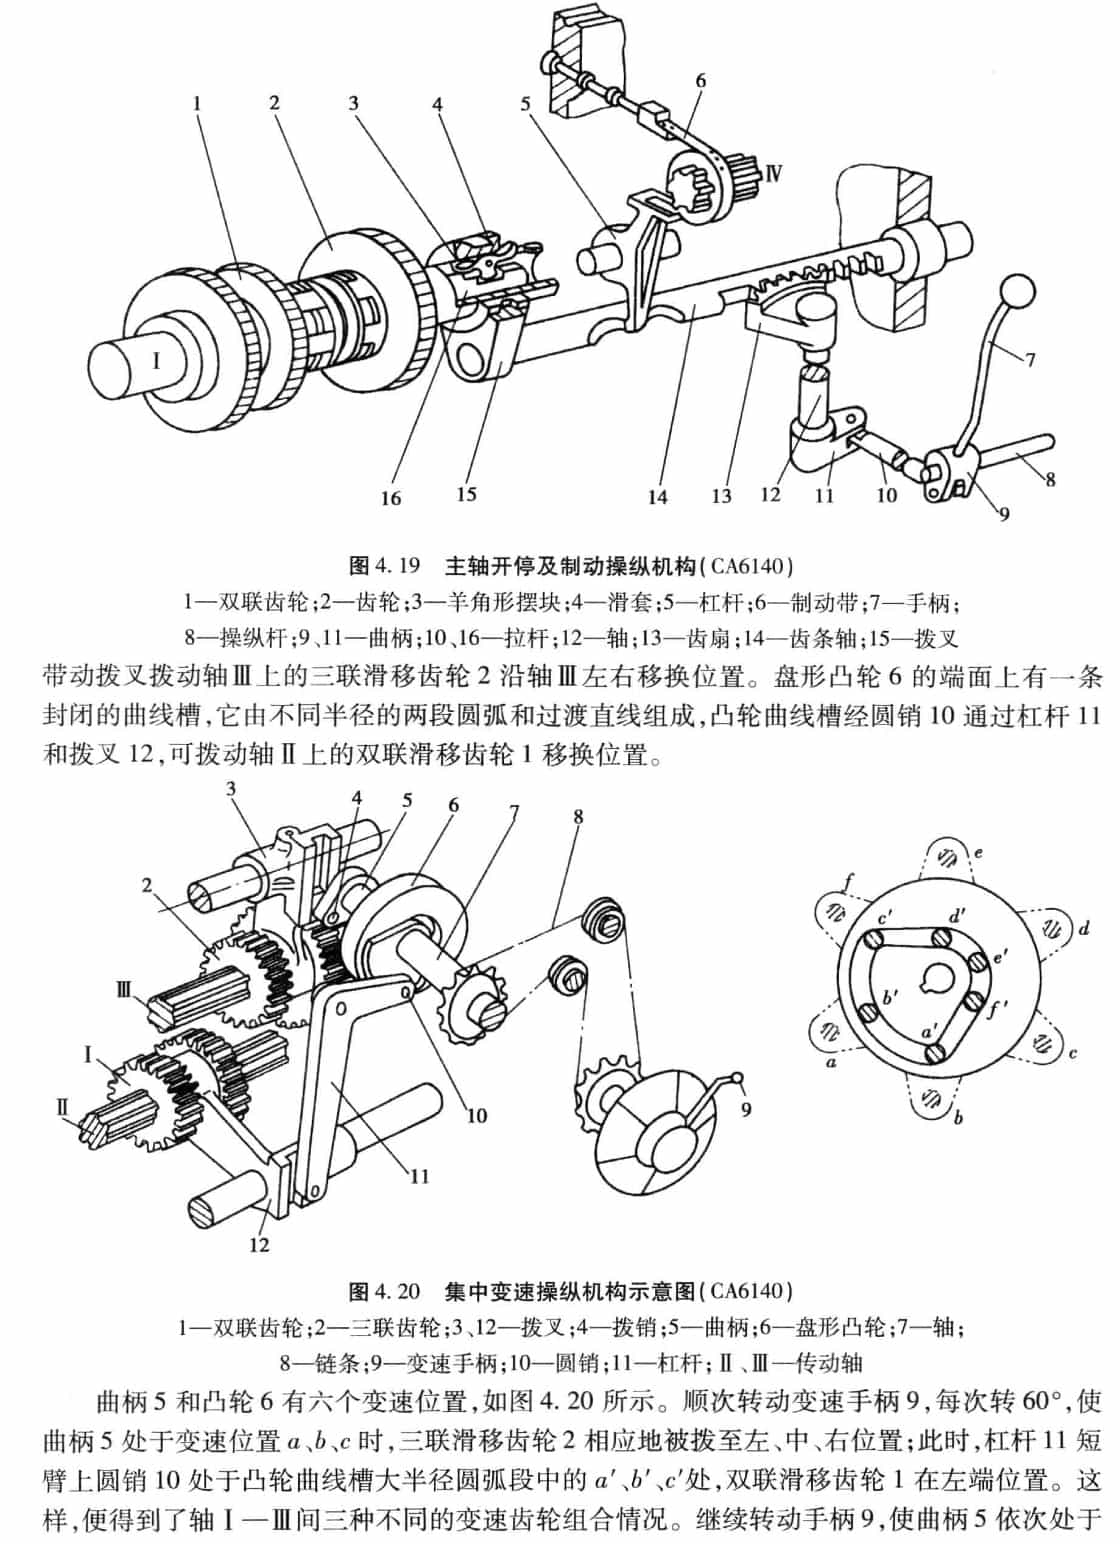 1
2
3
4
5
6
Ⅳ
Ⅰ
7
8
16
15
14
13
12
11
10
9
图 4.19 主轴开停及制动操纵机构(CA6140)
1—双联齿轮;2—齿轮;3—羊角形摆块;4—滑套;5—杠杆;6—制动带;7—手柄;
8—操纵杆;9、11—曲柄;10、16—拉杆;12—轴;13—齿扇;14—齿条轴;15—拨叉
带动拨叉拨动轴Ⅲ上的三联滑移齿轮 2 沿轴Ⅲ左右移换位置。盘形凸轮 6 的端面上有一条
封闭的曲线槽,它由不同半径的两段圆弧和过渡直线组成,凸轮曲线槽经圆销 10 通过杠杆 11
和拨叉 12,可拨动轴Ⅱ上的双联滑移齿轮 1 移换位置。
3
4
5
6
7
8
2
Ⅲ
Ⅰ
Ⅱ
10
11
12
9
e
f
d
c'
d'
e'
b'
f'
a'
a
c
b
图 4.20 集中变速操纵机构示意图(CA6140)
1—双联齿轮;2—三联齿轮;3、12—拨叉;4—拨销;5—曲柄;6—盘形凸轮;7—轴;
8—链条;9—变速手柄;10—圆销;11—杠杆;Ⅱ、Ⅲ—传动轴
曲柄 5 和凸轮 6 有六个变速位置,如图 4.20 所示。顺次转动变速手柄 9,每次转 60°,使
曲柄 5 处于变速位置 a、b、c 时,三联滑移齿轮 2 相应地被拨至左、中、右位置;此时,杠杆 11 短
臂上圆销 10 处于凸轮曲线槽大半径圆弧段中的 a'、b'、c'处,双联滑移齿轮 1 在左端位置。这
样,便得到了轴Ⅰ—Ⅲ间三种不同的变速齿轮组合情况。继续转动手柄 9,使曲柄 5 依次处于